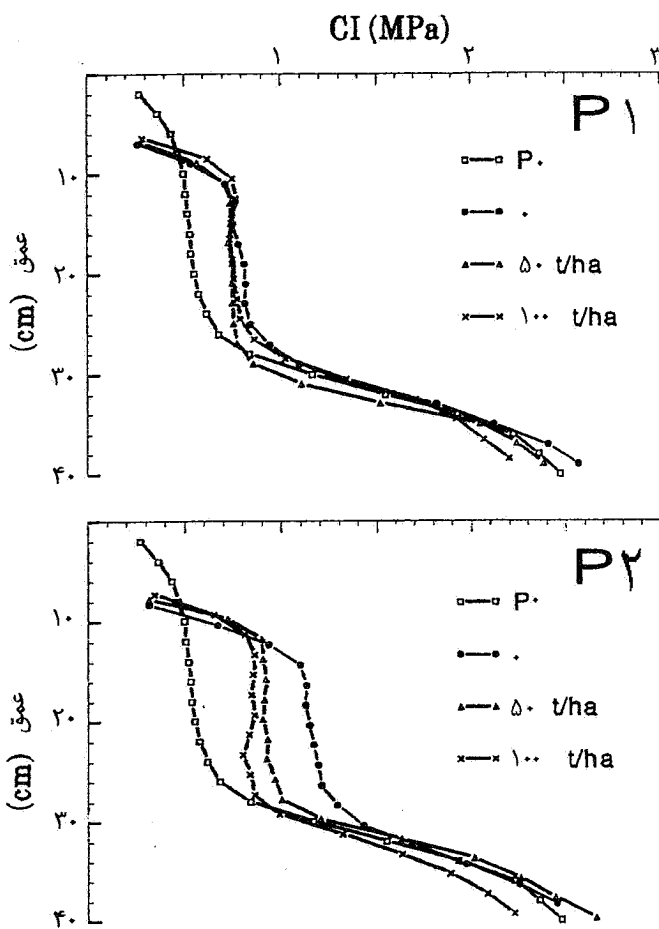 CI (MPa)
۱ ۲ ۳
P۱
P۰
۰
۵۰ t/ha
۱۰۰ t/ha
۱۰
۲۰
۳۰
۴۰
عمق (cm)
P۲
P۰
۰
۵۰ t/ha
۱۰۰ t/ha
۱۰
۲۰
۳۰
۴۰
عمق (cm)